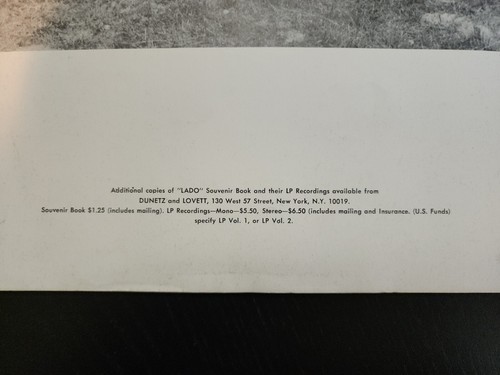 Additional copies of "LADO" Souvenir Book and their LP Recordings available from
DUNETZ and LOVETT, 130 West 57 Street, New York, N.Y. 10019.
Souvenir Book $1.25 (includes mailing). LP Recordings—Mono—$5.50, Stereo—$6.50 (includes mailing and Insurance. (U.S. Funds)
specify LP Vol. 1, or LP Vol. 2.